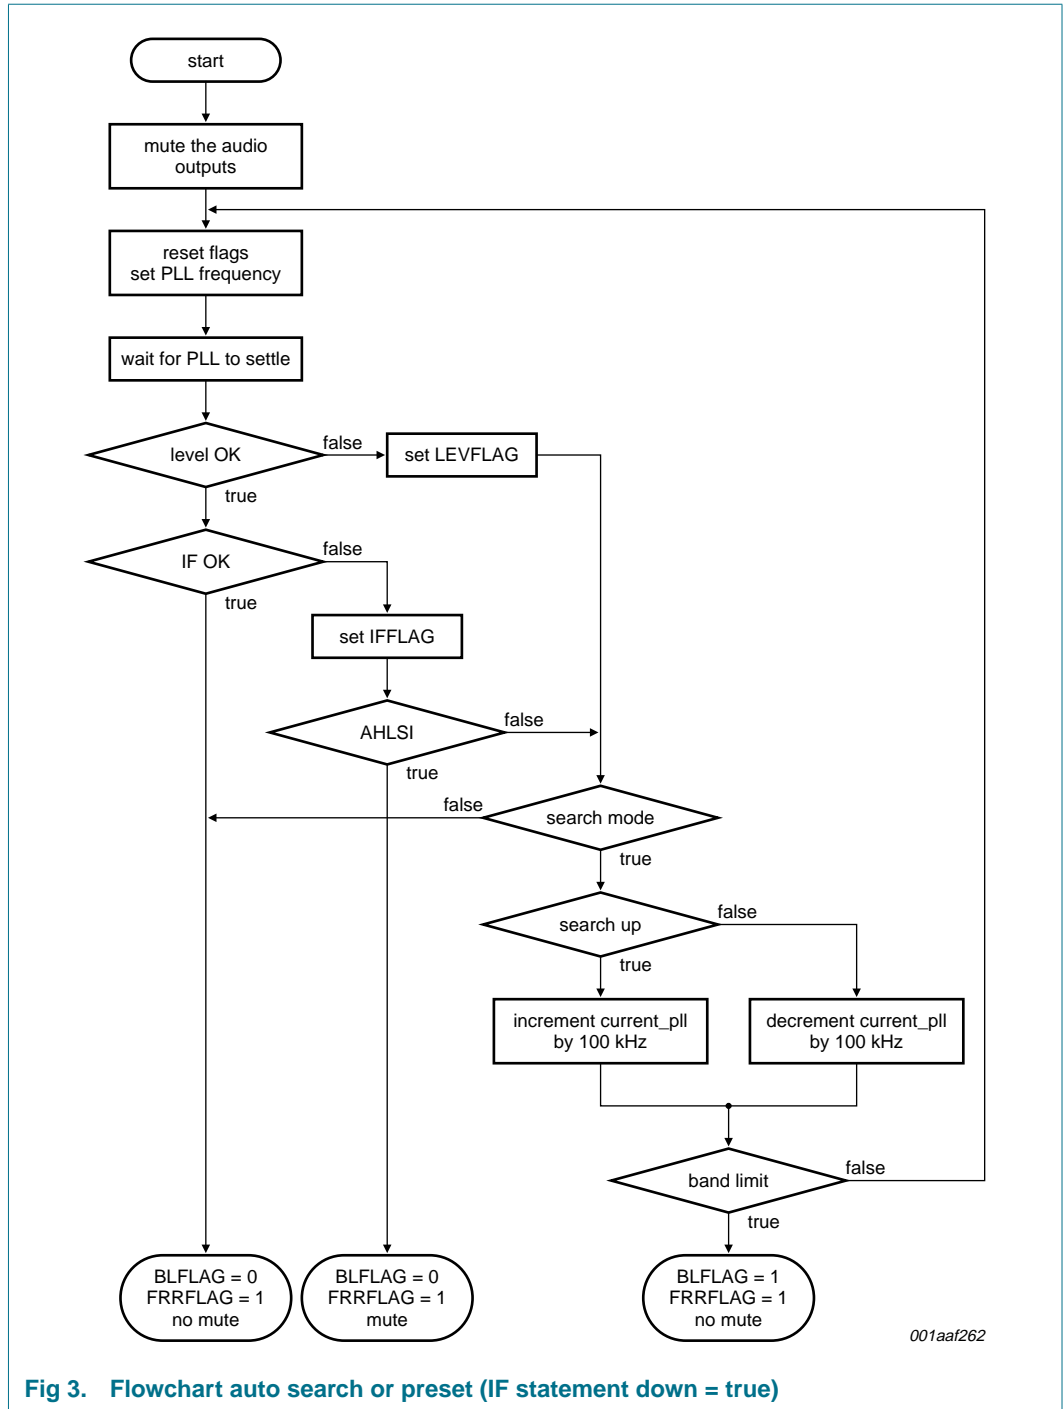 start
mute the audio
outputs
reset flags
set PLL frequency
wait for PLL to settle
level OK
false
set LEVFLAG
true
IF OK
false
true
set IFFLAG
AHLSI
false
true
false
search mode
true
search up
false
true
increment current_pll
by 100 kHz
decrement current_pll
by 100 kHz
band limit
false
true
BLFLAG = 0
FRRFLAG = 1
no mute
BLFLAG = 0
FRRFLAG = 1
mute
BLFLAG = 1
FRRFLAG = 1
no mute
001aaf262
Fig 3. Flowchart auto search or preset (IF statement down = true)